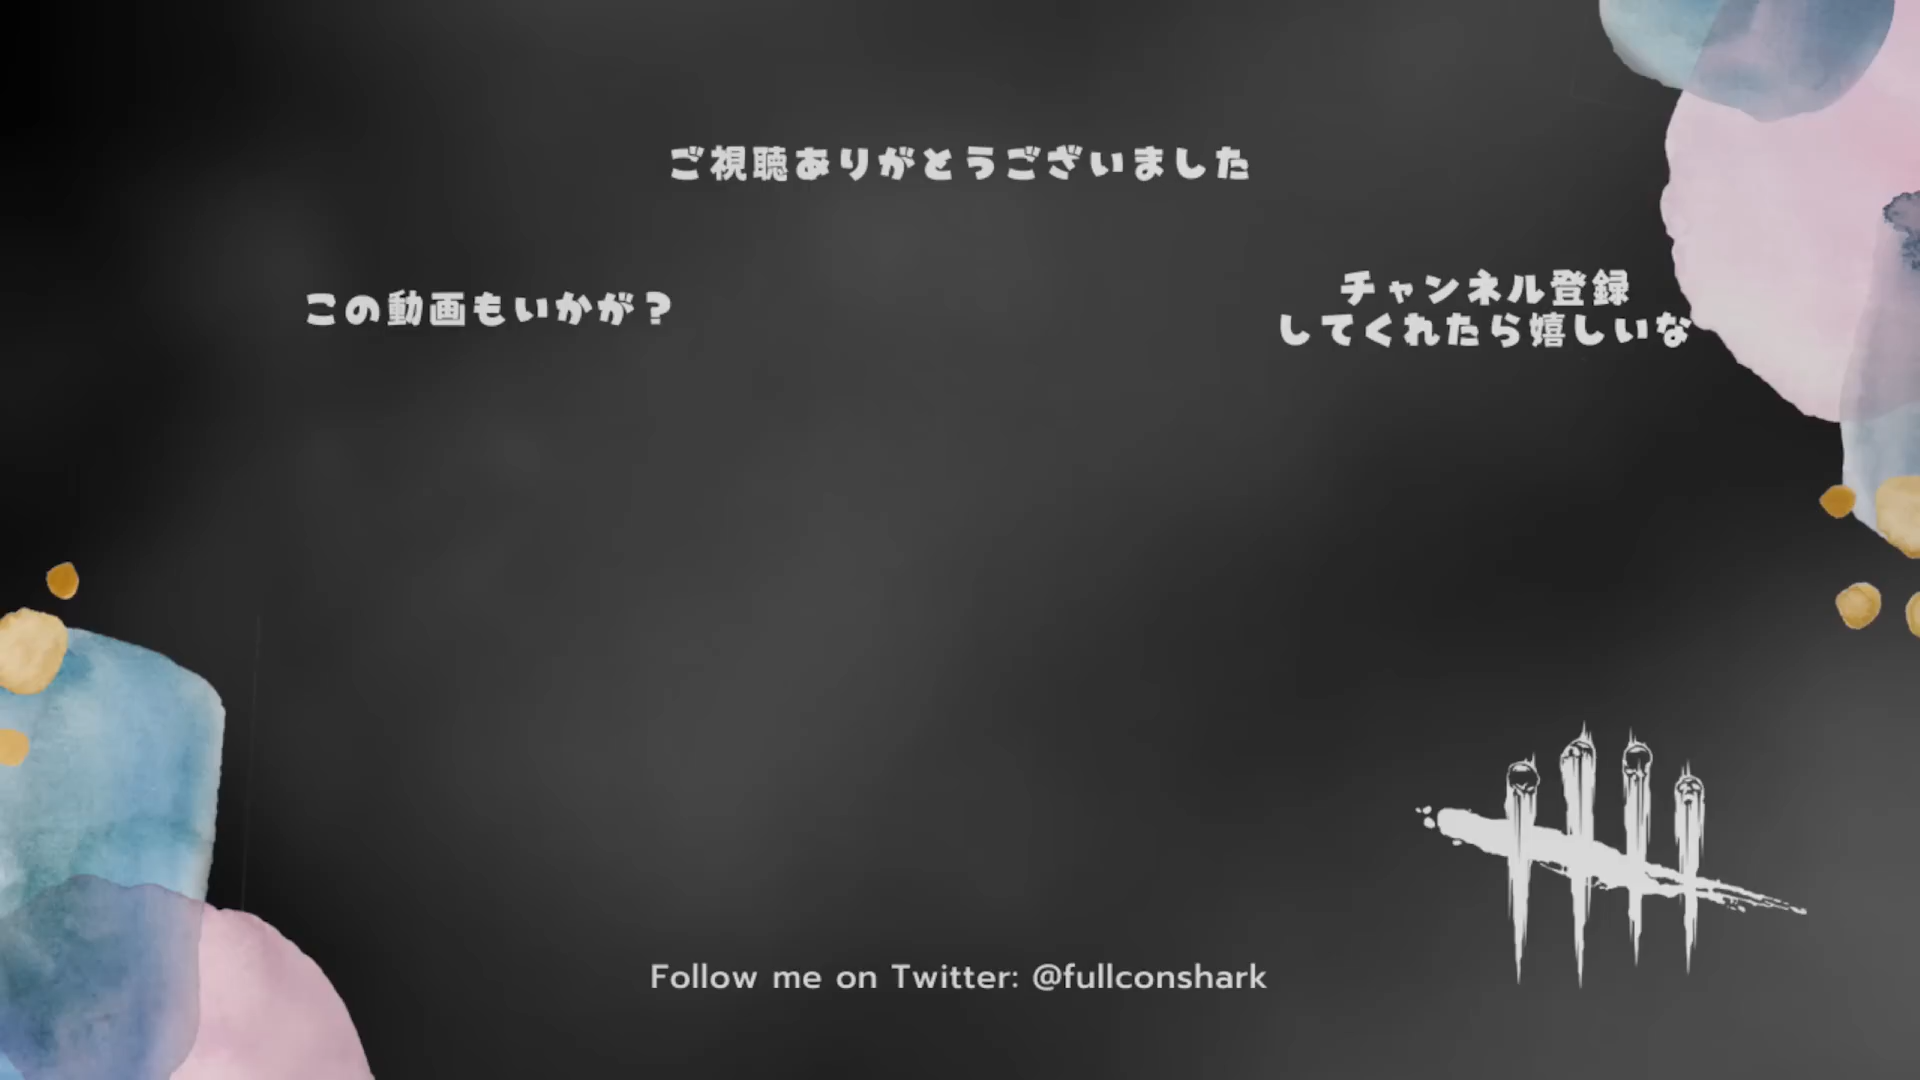 ご視聴ありがとうございました
この動画もいかが？
チャンネル登録
してくれたら嬉しいな
Follow me on Twitter: @fullconshark